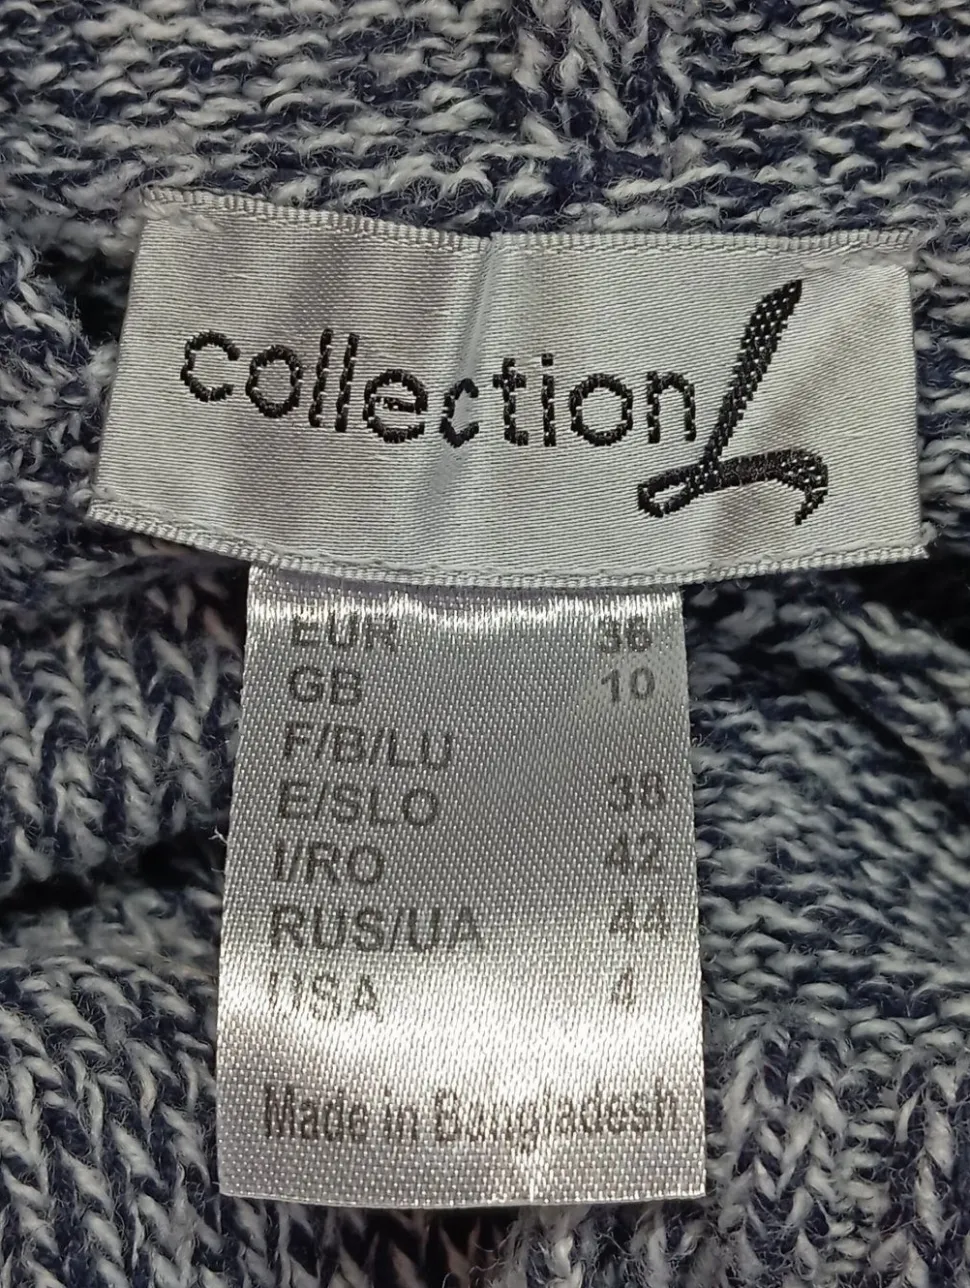 collection L
EUR 36
GB 10
F/B/LU
E/SLO 38
I/RO 42
RUS/UA 44
USA 4
Made in Bangladesh